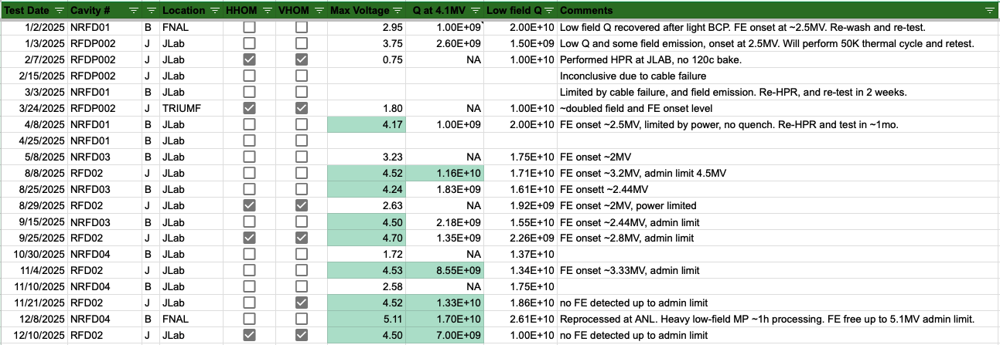 Test Date Cavity # Location HHOM VHOM Max Voltage Q at 4.1MV Low field Q Comments
1/2/2025 NRFD01 B FNAL 2.95 1.00E+09 2.00E+10 Low field Q recovered after light BCP. FE onset at ~2.5MV. Re-wash and re-test.
1/3/2025 RFDP002 J JLab 3.75 2.60E+09 1.50E+09 Low Q and some field emission, onset at 2.5MV. Will perform 50K thermal cycle and retest.
2/7/2025 RFDP002 J JLab 0.75 NA 1.00E+10 Performed HPR at JLAB, no 120c bake.
2/15/2025 RFDP002 J JLab Inconclusive due to cable failure
3/3/2025 NRFD01 B JLab Limited by cable failure, and field emission. Re-HPR, and re-test in 2 weeks.
3/24/2025 RFDP002 J TRIUMF 1.80 NA 1.00E+10 ~doubled field and FE onset level
4/8/2025 NRFD01 B JLab 4.17 1.00E+09 2.00E+10 FE onset ~2.5MV, limited by power, no quench. Re-HPR and test in ~1mo.
4/25/2025 NRFD01 B JLab
5/8/2025 NRFD03 B JLab 3.23 NA 1.75E+10 FE onset ~2MV
8/8/2025 RFD02 J JLab 4.52 1.16E+10 1.71E+10 FE onset ~3.2MV, admin limit 4.5MV
8/25/2025 NRFD03 B JLab 4.24 1.83E+09 1.61E+10 FE onsett ~2.44MV
8/29/2025 RFD02 J JLab 2.63 NA 1.92E+09 FE onset ~2MV, power limited
9/15/2025 NRFD03 B JLab 4.50 2.18E+09 1.55E+10 FE onset ~2.44MV, admin limit
9/25/2025 RFD02 J JLab 4.70 1.35E+09 2.26E+09 FE onset ~2.8MV, admin limit
10/30/2025 NRFD04 B JLab 1.72 NA 1.37E+10
11/4/2025 RFD02 J JLab 4.53 8.55E+09 1.34E+10 FE onset ~3.33MV, admin limit
11/10/2025 NRFD04 B JLab 2.58 NA 1.75E+10
11/21/2025 RFD02 J JLab 4.52 1.33E+10 1.86E+10 no FE detected up to admin limit
12/8/2025 NRFD04 B FNAL 5.11 1.70E+10 2.61E+10 Reprocessed at ANL. Heavy low-field MP ~1h processing. FE free up to 5.1MV admin limit.
12/10/2025 RFD02 J JLab 4.50 7.00E+09 1.00E+10 no FE detected up to admin limit